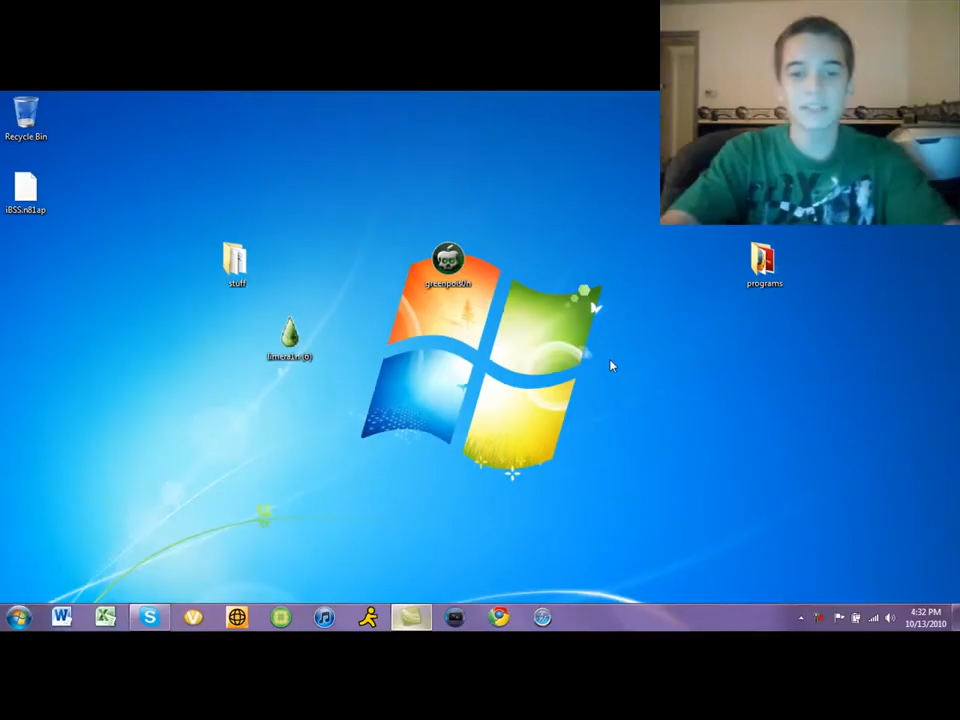 Recycle Bin
iBSS.n81ap
stuff
greenpois0n
programs
limera1n (6)
4:32 PM
10/13/2010